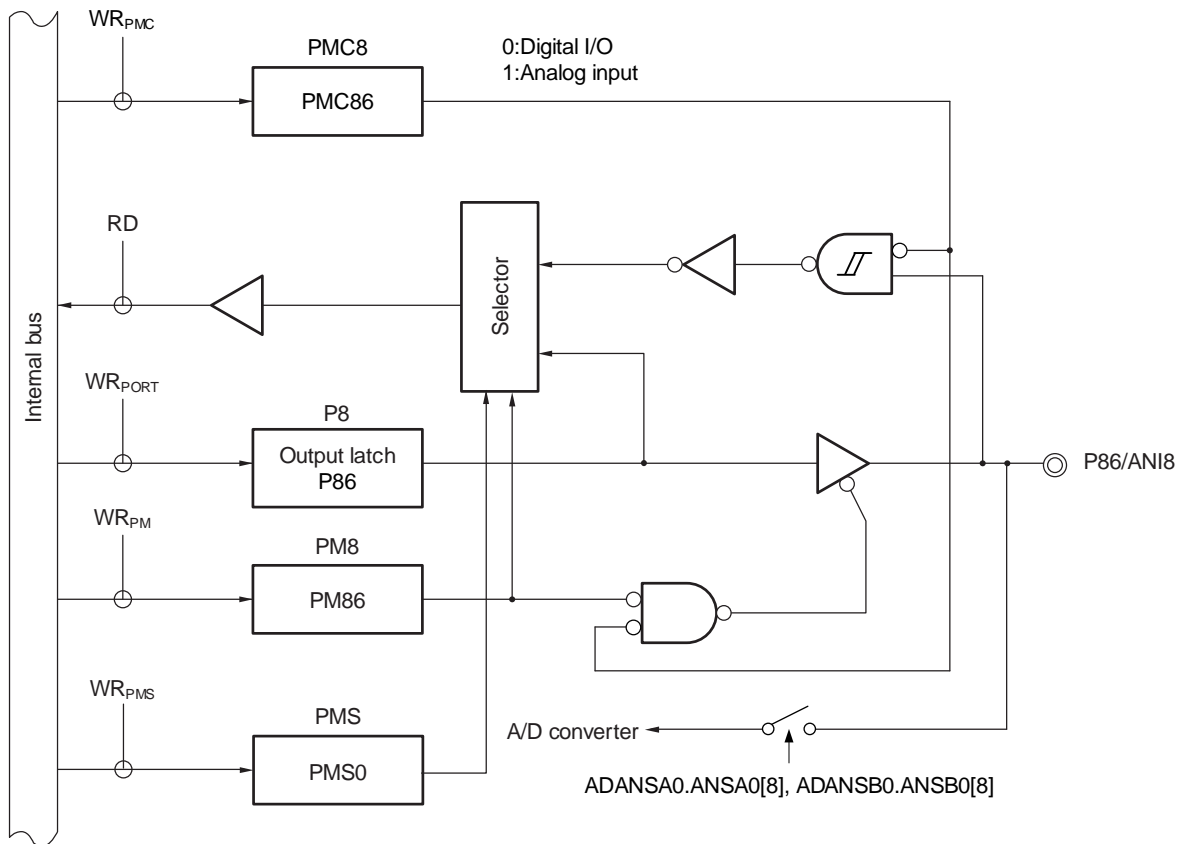 WRPMC
PMC8
0:Digital I/O
1:Analog input
PMC86
RD
Selector
Internal bus
WRPORT
P8
Output latch
P86
P86/ANI8
WRPM
PM8
PM86
WRPMS
PMS
A/D converter
PMS0
ADANSA0.ANSA0[8], ADANSB0.ANSB0[8]